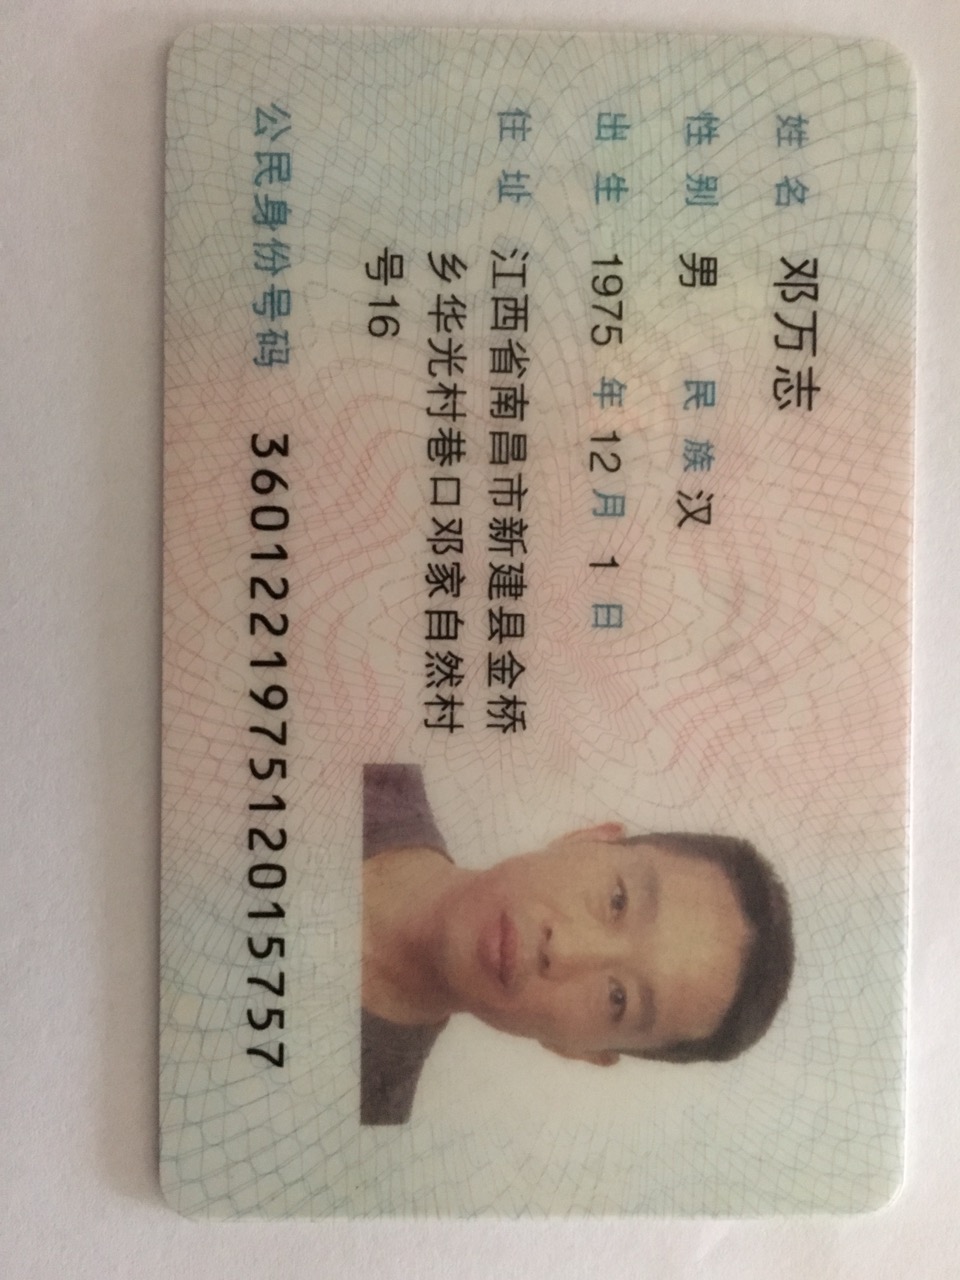 姓名 邓万志
性别 男 民族 汉
出生 1975 年 12 月 1 日
住址 江西省南昌市新建县金桥
乡华光村巷口邓家自然村
号16
公民身份号码 360122197512015757